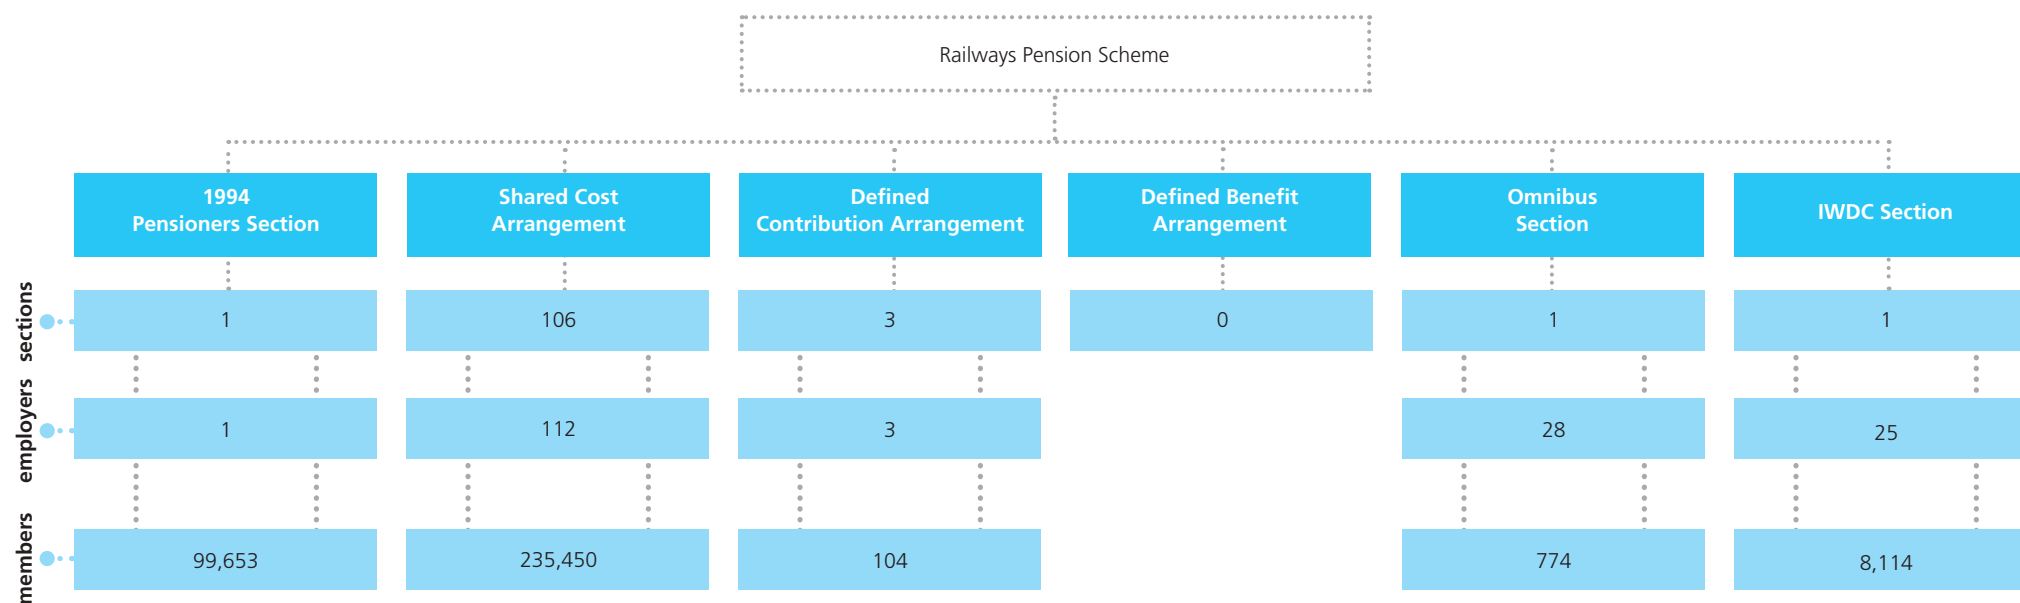 Railways Pension Scheme
1994
Pensioners Section
Shared Cost
Arrangement
Defined
Contribution Arrangement
Defined Benefit
Arrangement
Omnibus
Section
IWDC Section
sections
1
106
3
0
1
1
employers
1
112
3
28
25
members
99,653
235,450
104
774
8,114